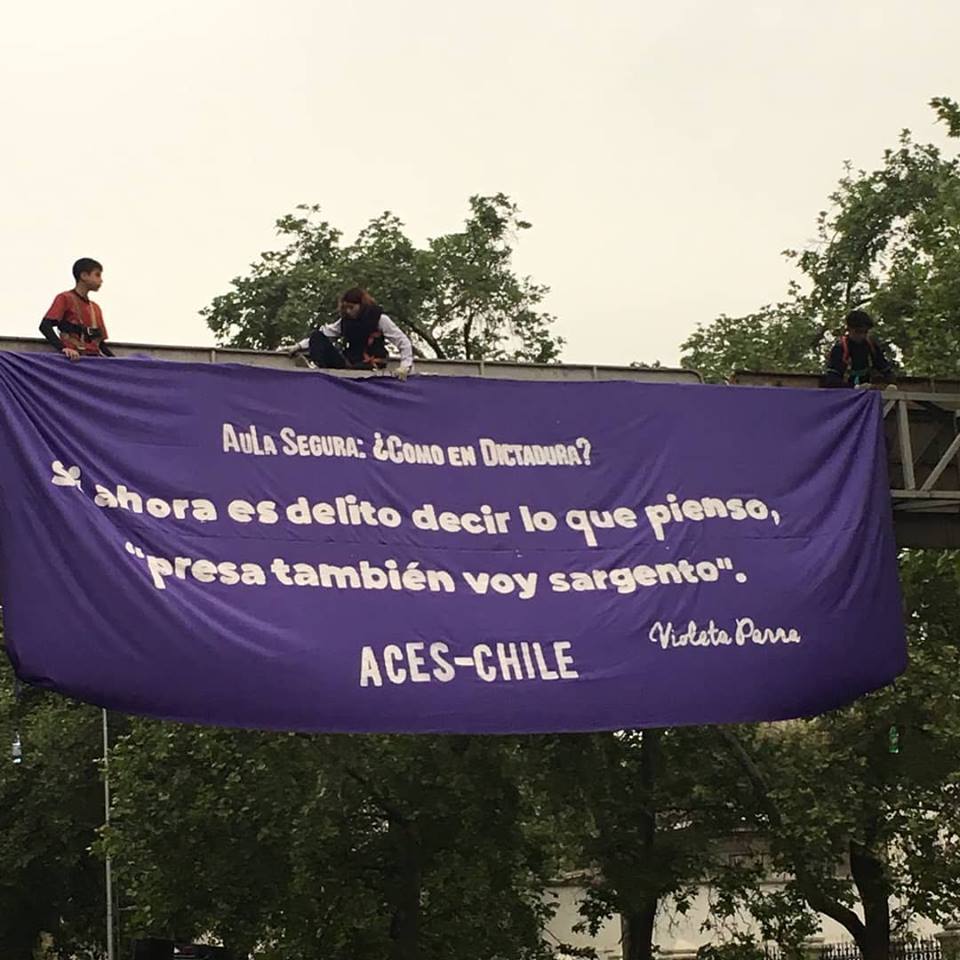 AULA SEGURA: ¿COMO EN DICTADURA?
ahora es delito decir lo que pienso,
"presa también voy sargento".
Violeta Parra
ACES-CHILE